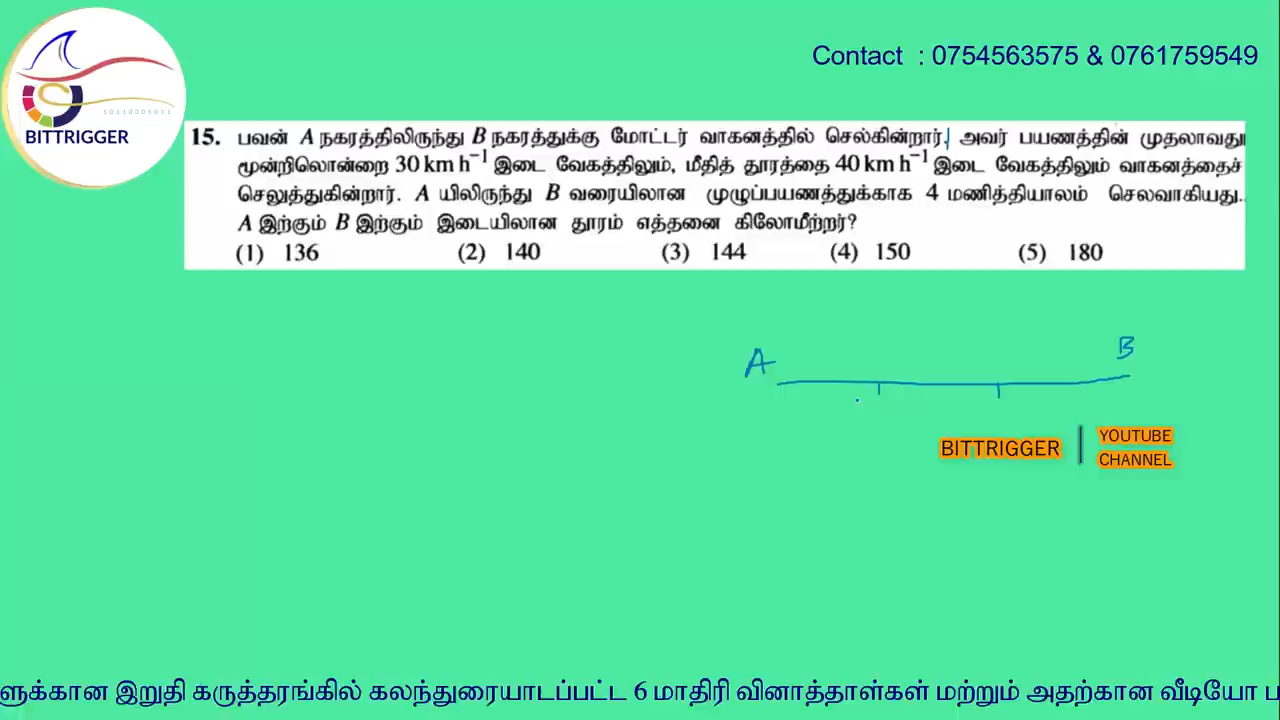 Contact : 0754563575 & 0761759549
BITTRIGGER
15. பவன் A நகரத்திலிருந்து B நகரத்துக்கு மோட்டர் வாகனத்தில் செல்கின்றார். அவர் பயணத்தின் முதலாவது
மூன்றிலொன்றை 30 km h⁻¹ இடை வேகத்திலும், மீதித் தூரத்தை 40 km h⁻¹ இடை வேகத்திலும் வாகனத்தைச்
செலுத்துகின்றார். A யிலிருந்து B வரையிலான முழுப்பயணத்துக்காக 4 மணித்தியாலம் செலவாகியது.
A இற்கும் B இற்கும் இடையிலான தூரம் எத்தனை கிலோமீற்றர்?
(1) 136 (2) 140 (3) 144 (4) 150 (5) 180
A B
BITTRIGGER | YOUTUBE
CHANNEL
ளுக்கான இறுதி கருத்தரங்கில் கலந்துரையாடப்பட்ட 6 மாதிரி வினாத்தாள்கள் மற்றும் அதற்கான வீடியோ ப